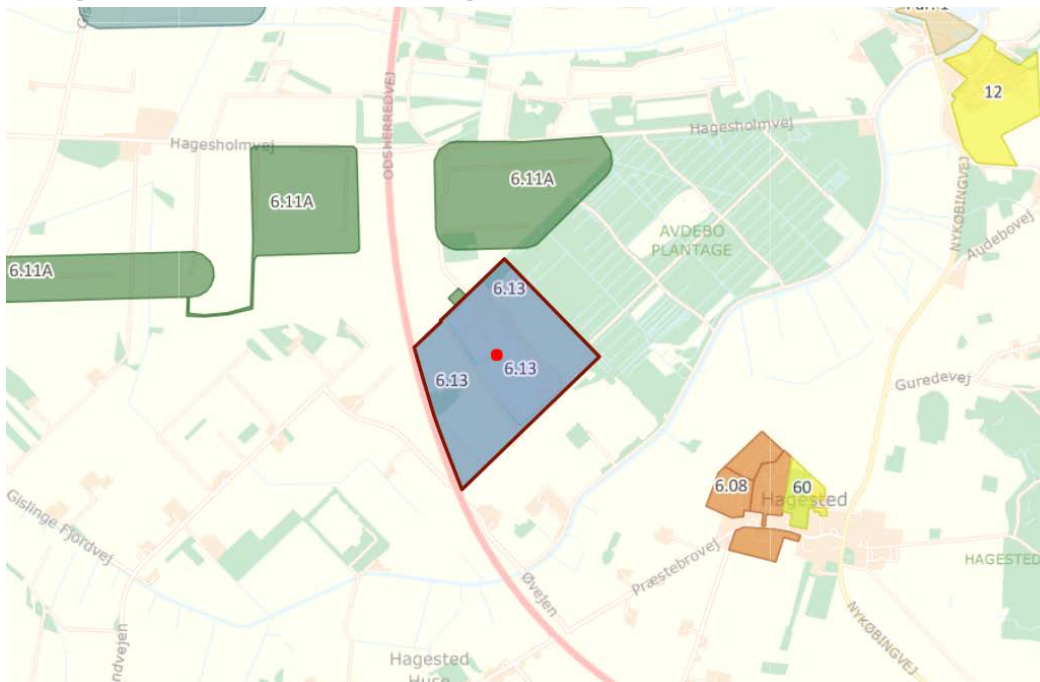 12
Hagesholmvej
Hagesholmvej
ODSHERREDVEJ
6.11A
6.11A
AVDEBO
PLANTAGE
NYKØBINGVEJ
Audebovej
6.11A
6.13
6.13
6.13
Guredevej
6.08
60
Hagested
Gislinge Fjordvej
Præstebrovej
HAGESTED
Øvejen
NYKØBINGVEJ
ndvejen
Hagested
Huse